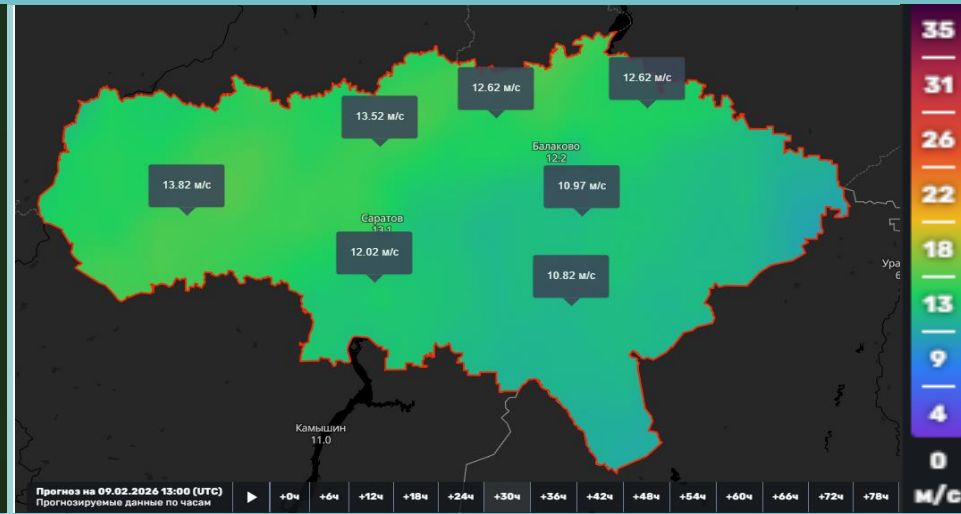 12.62 м/с
12.62 м/с
13.52 м/с
Балаково
12.2
13.82 м/с
10.97 м/с
Саратов
13.1
12.02 м/с
10.82 м/с
Камышин
11.0
35
31
26
22
18
13
9
4
0
м/с
Прогноз на 09.02.2026 13:00 (UTC)
Прогнозируемые данные по часам
+0ч +6ч +12ч +18ч +24ч +30ч +36ч +42ч +48ч +54ч +60ч +66ч +72ч +78ч